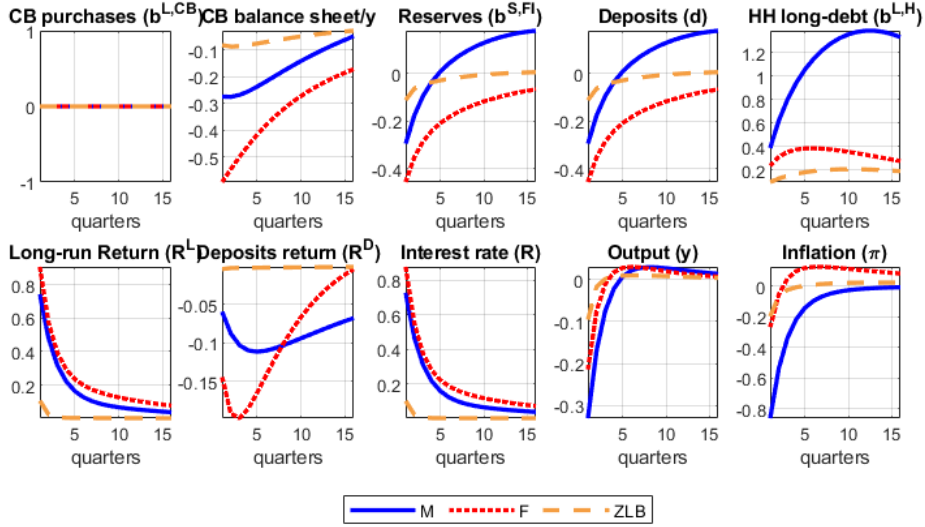 CB purchases (b^{L,CB}) CB balance sheet/y Reserves (b^{S,FI}) Deposits (d) HH long-debt (b^{L,H})
1
0
-1
5 10 15
quarters
-0.1
-0.2
-0.3
-0.4
-0.5
5 10 15
quarters
0
-0.2
-0.4
5 10 15
quarters
0
-0.2
-0.4
5 10 15
quarters
1.2
1
0.8
0.6
0.4
0.2
5 10 15
quarters
Long-run Return (R^L) Deposits return (R^D) Interest rate (R) Output (y) Inflation (π)
0.8
0.6
0.4
0.2
5 10 15
quarters
-0.05
-0.1
-0.15
5 10 15
quarters
0.8
0.6
0.4
0.2
5 10 15
quarters
0
-0.1
-0.2
-0.3
5 10 15
quarters
0
-0.2
-0.4
-0.6
-0.8
5 10 15
quarters
M F ZLB